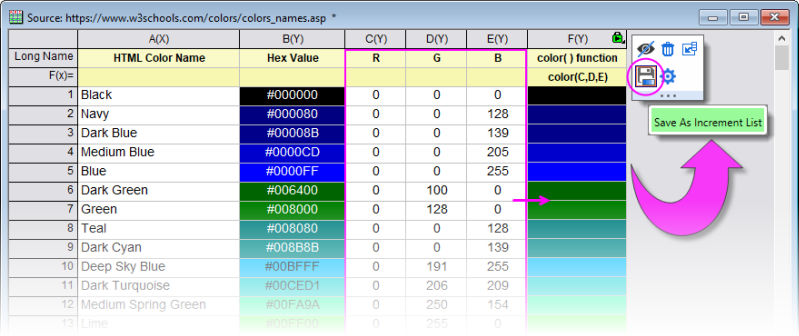 Source: https://www.w3schools.com/colors/colors_names.asp *
A(X) B(Y) C(Y) D(Y) E(Y) F(Y)
Long Name HTML Color Name Hex Value R G B color( ) function
F(x)= color(C,D,E)
1 Black #000000 0 0 0
2 Navy #000080 0 0 128
3 Dark Blue #00008B 0 0 139
4 Medium Blue #0000CD 0 0 205
5 Blue #0000FF 0 0 255
6 Dark Green #006400 0 100 0
7 Green #008000 0 128 0
8 Teal #008080 0 128
9 Dark Cyan #008B8B 0 139
10 Deep Sky Blue #00BFFF 0 191 255
11 Dark Turquoise #00CED1 0 206 209
12 Medium Spring Green #00FA9A 0 250 154
13 Lime #00FF00 0 255 0
Save As Increment List